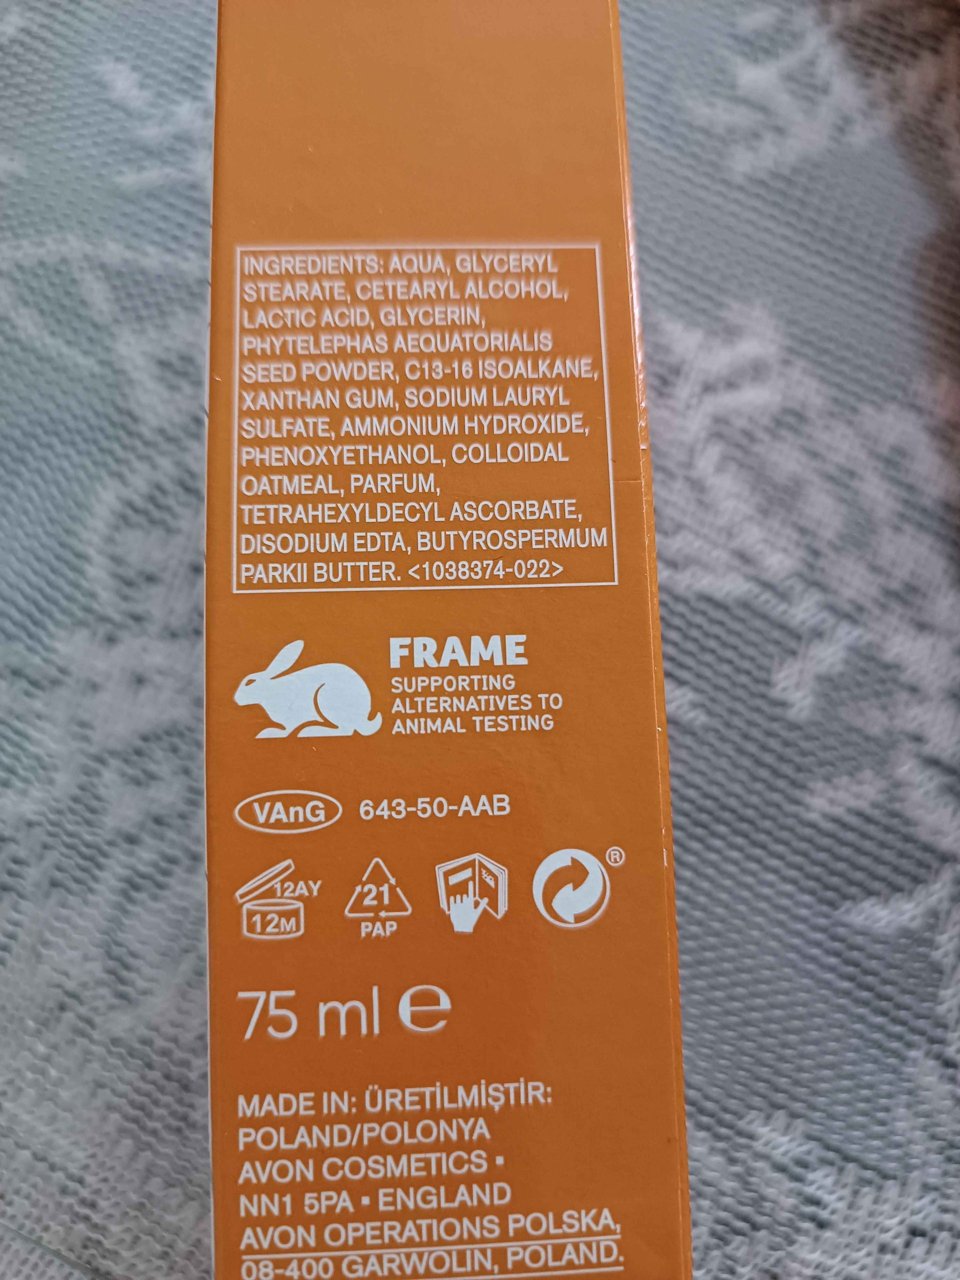 INGREDIENTS: AQUA, GLYCERYL
STEARATE, CETEARYL ALCOHOL,
LACTIC ACID, GLYCERIN,
PHYTELEPHAS AEQUATORIALIS
SEED POWDER, C13-16 ISOALKANE,
XANTHAN GUM, SODIUM LAURYL
SULFATE, AMMONIUM HYDROXIDE,
PHENOXYETHANOL, COLLOIDAL
OATMEAL, PARFUM,
TETRAHEXYLDECYL ASCORBATE,
DISODIUM EDTA, BUTYROSPERMUM
PARKII BUTTER. <1038374-022>
FRAME
SUPPORTING
ALTERNATIVES TO
ANIMAL TESTING
VAnG 643-50-AAB
12AY
12M
21
PAP
®
75 ml e
MADE IN: ÜRETİLMİŞTİR:
POLAND/POLONYA
AVON COSMETICS ▪
NN1 5PA ▪ ENGLAND
AVON OPERATIONS POLSKA,
08-400 GARWOLIN, POLAND.